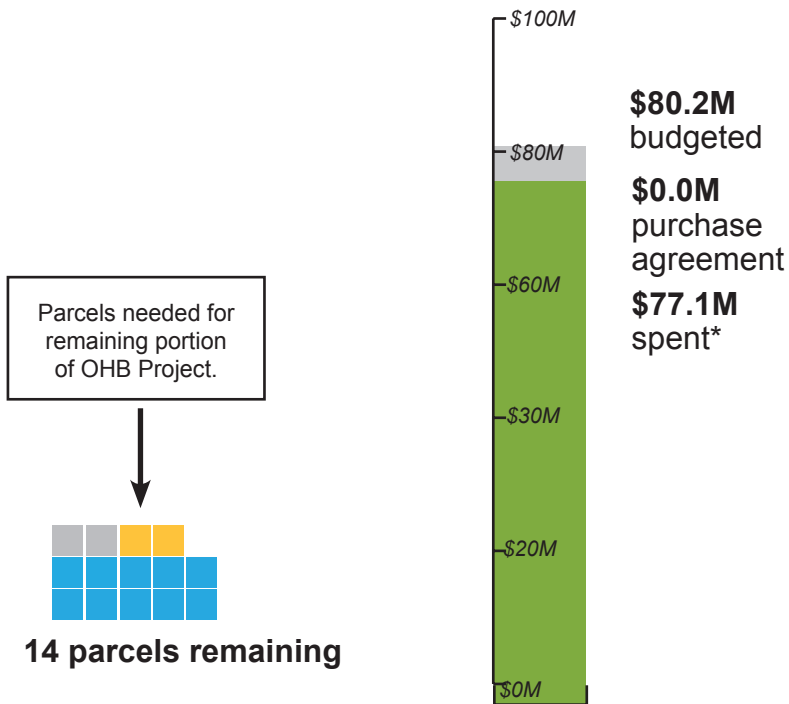 $100M
$80.2M
budgeted
$80M
$0.0M
purchase
agreement
$60M
$77.1M
spent*
Parcels needed for
remaining portion
of OHB Project.
$30M
$20M
14 parcels remaining
$0M